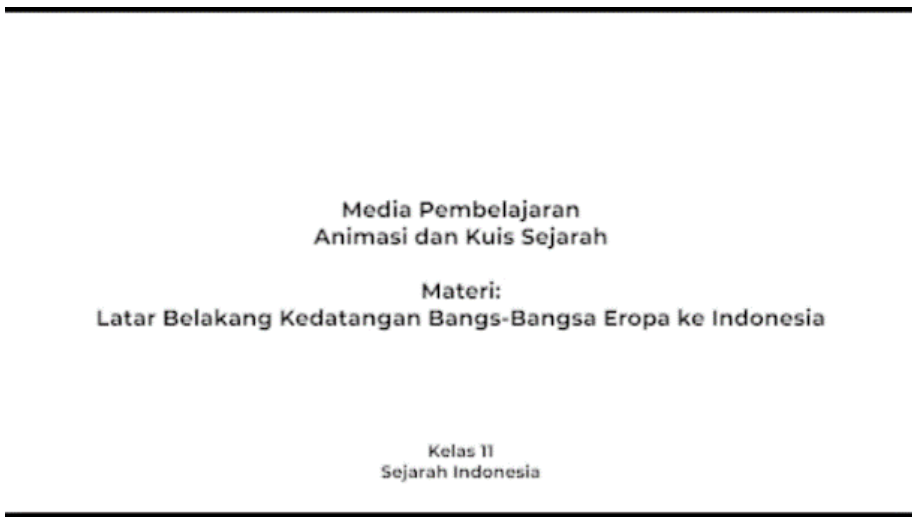 Media Pembelajaran
Animasi dan Kuis Sejarah
Materi:
Latar Belakang Kedatangan Bangs-Bangsa Eropa ke Indonesia
Kelas 11
Sejarah Indonesia